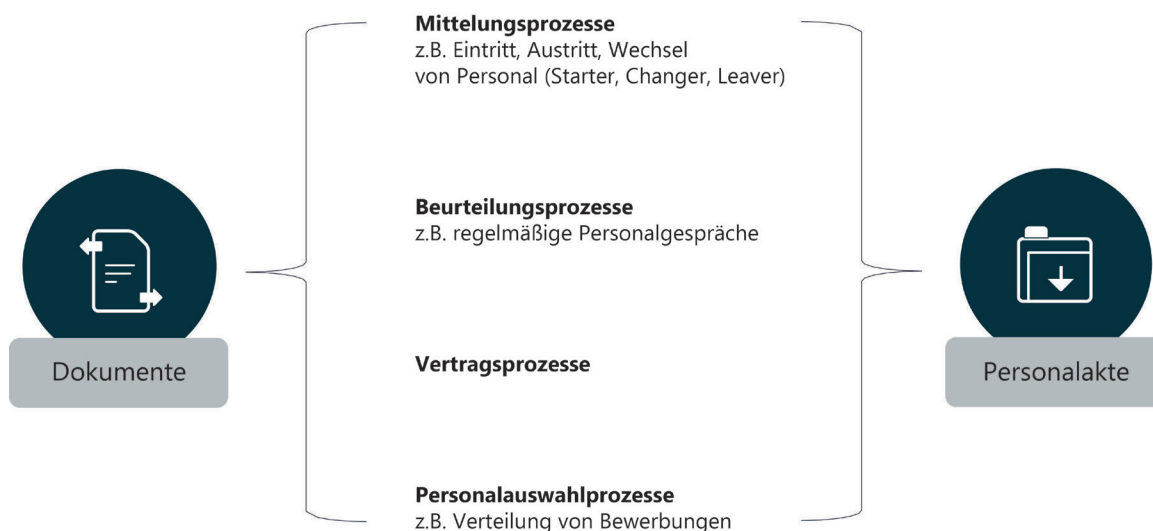 Mittelungsprozesse
z.B. Eintritt, Austritt, Wechsel
von Personal (Starter, Changer, Leaver)
Beurteilungsprozesse
z.B. regelmäßige Personalgespräche
Dokumente
Vertragsprozesse
Personalakte
Personalauswahlprozesse
z.B. Verteilung von Bewerbungen